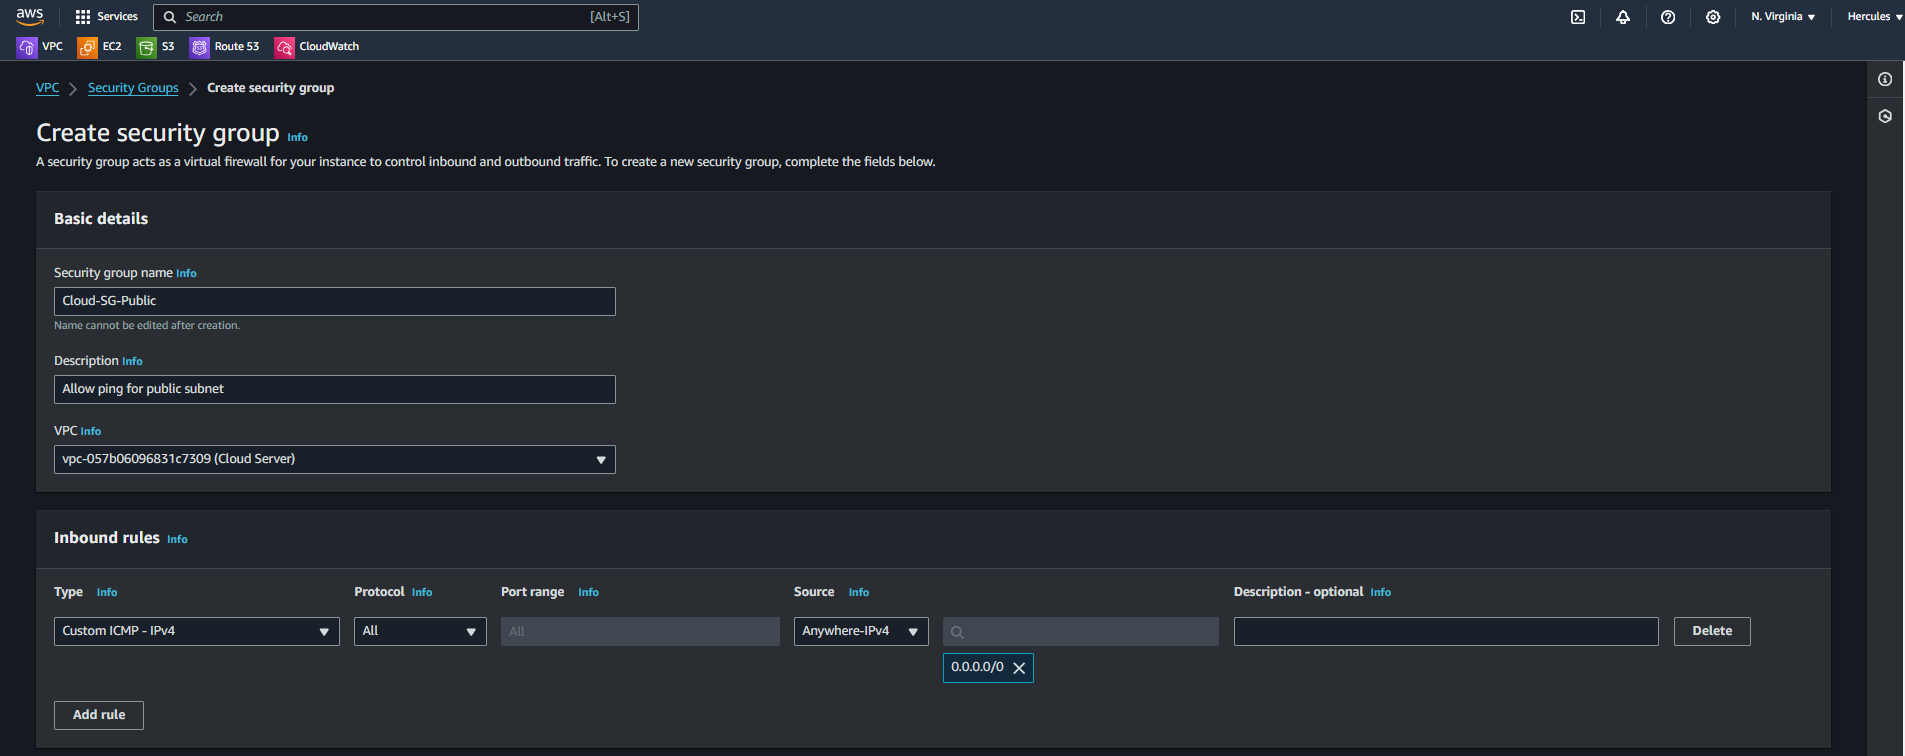 aws Services Search [Alt+S] N. Virginia Hercules
VPC EC2 S3 Route 53 CloudWatch
VPC Security Groups Create security group
Create security group Info
A security group acts as a virtual firewall for your instance to control inbound and outbound traffic. To create a new security group, complete the fields below.
Basic details
Security group name Info
Cloud-SG-Public
Name cannot be edited after creation.
Description Info
Allow ping for public subnet
VPC Info
vpc-057b06096831c7309 (Cloud Server)
Inbound rules Info
Type Info Protocol Info Port range Info Source Info Description - optional Info
Custom ICMP - IPv4 All All Anywhere-IPv4 Delete
0.0.0.0/0
Add rule